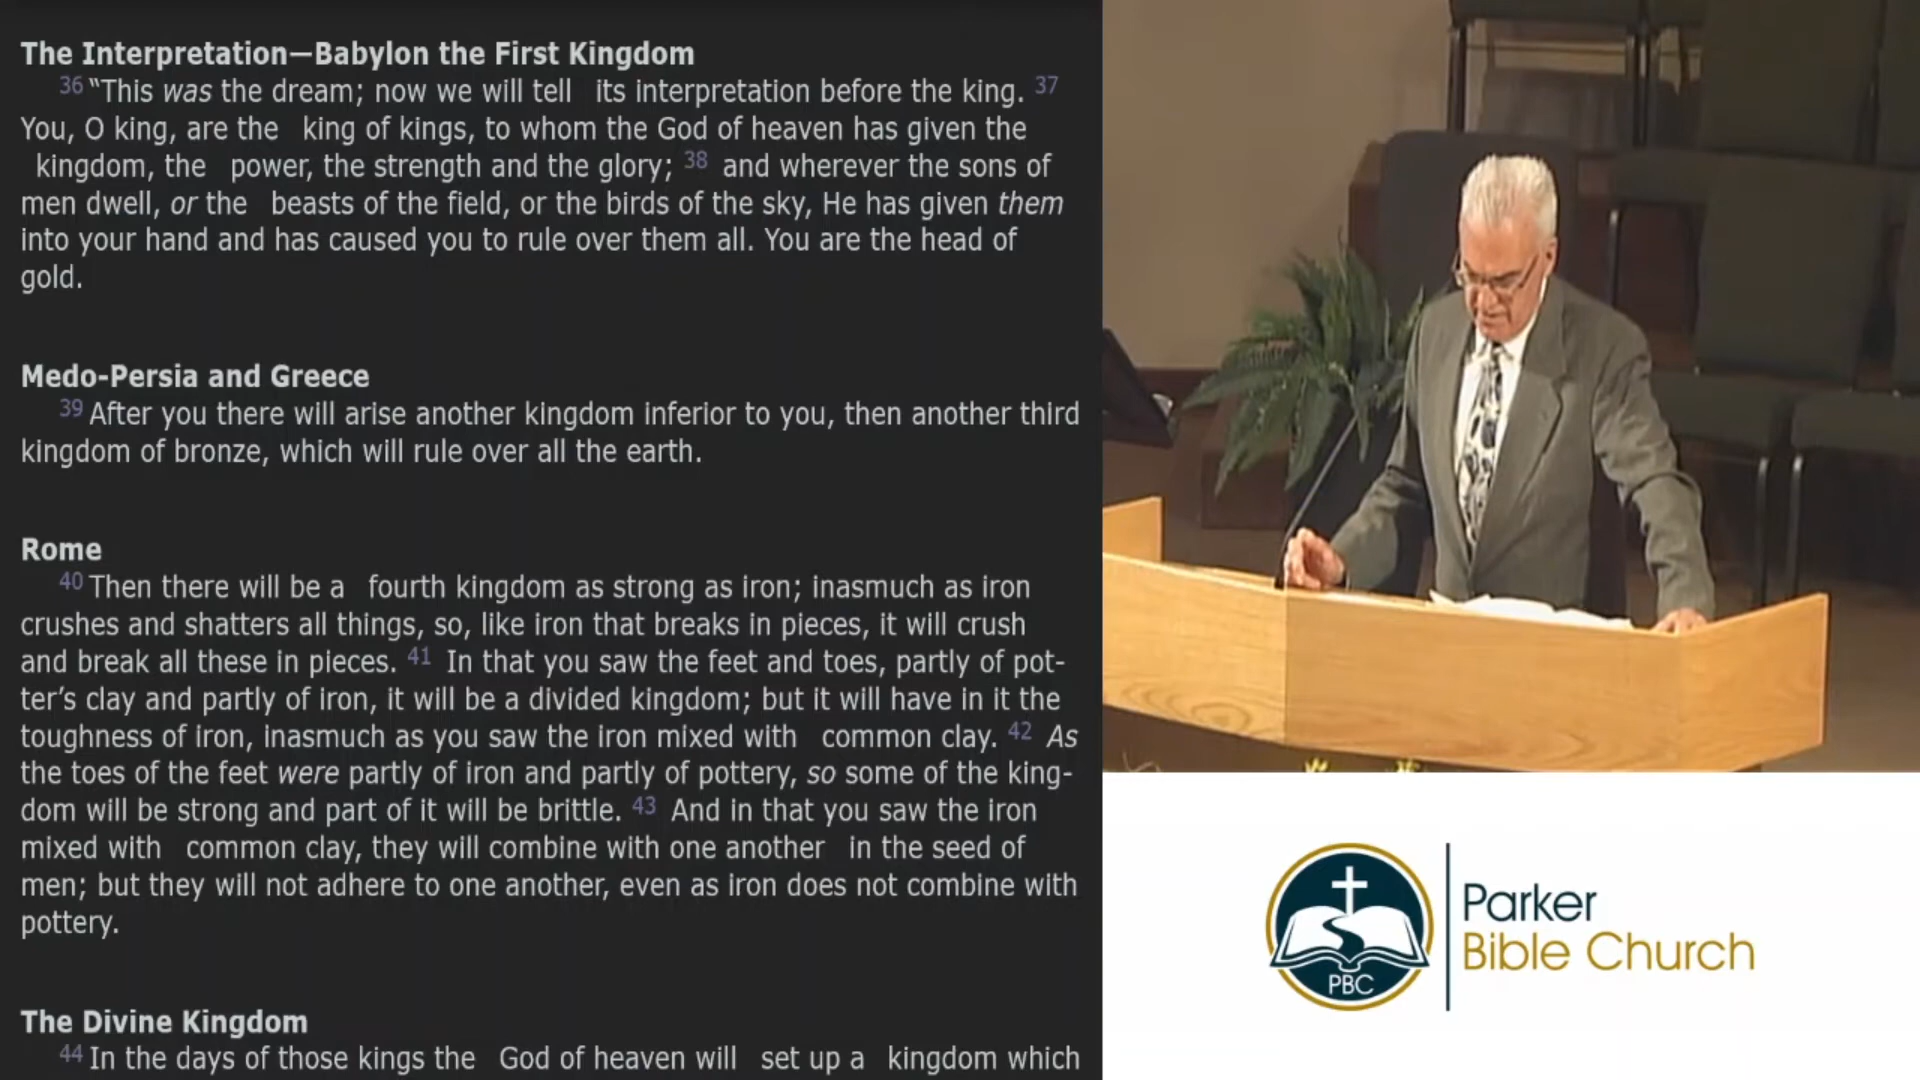 The Interpretation—Babylon the First Kingdom
36 “This was the dream; now we will tell its interpretation before the king. 37
You, O king, are the king of kings, to whom the God of heaven has given the
kingdom, the power, the strength and the glory; 38 and wherever the sons of
men dwell, or the beasts of the field, or the birds of the sky, He has given them
into your hand and has caused you to rule over them all. You are the head of
gold.
Medo-Persia and Greece
39 After you there will arise another kingdom inferior to you, then another third
kingdom of bronze, which will rule over all the earth.
Rome
40 Then there will be a fourth kingdom as strong as iron; inasmuch as iron
crushes and shatters all things, so, like iron that breaks in pieces, it will crush
and break all these in pieces. 41 In that you saw the feet and toes, partly of pot-
ter’s clay and partly of iron, it will be a divided kingdom; but it will have in it the
toughness of iron, inasmuch as you saw the iron mixed with common clay. 42 As
the toes of the feet were partly of iron and partly of pottery, so some of the king-
dom will be strong and part of it will be brittle. 43 And in that you saw the iron
mixed with common clay, they will combine with one another in the seed of
men; but they will not adhere to one another, even as iron does not combine with
pottery.
The Divine Kingdom
44 In the days of those kings the God of heaven will set up a kingdom which
PBC
Parker
Bible Church